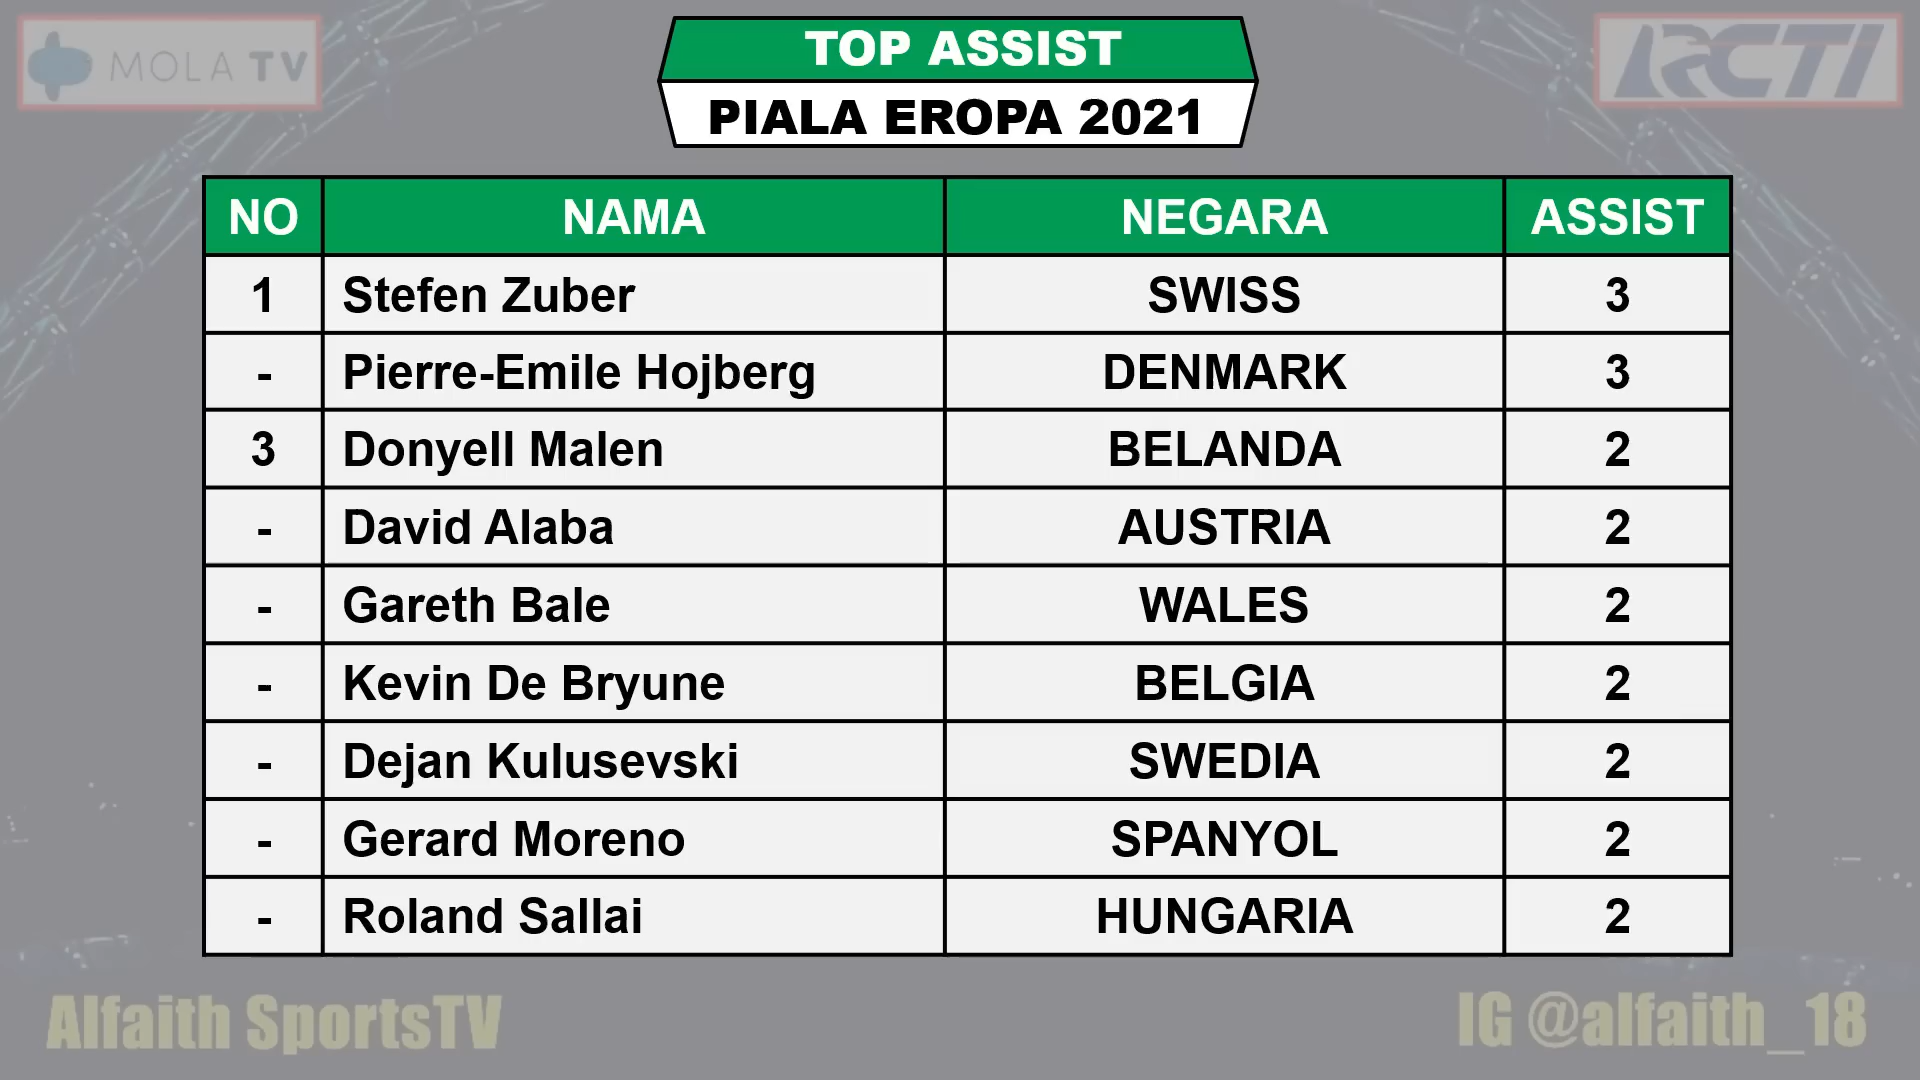 MOLA TV
TOP ASSIST
RCTI
PIALA EROPA 2021
NO NAMA NEGARA ASSIST
1 Stefen Zuber SWISS 3
- Pierre-Emile Hojberg DENMARK 3
3 Donyell Malen BELANDA 2
- David Alaba AUSTRIA 2
- Gareth Bale WALES 2
- Kevin De Bryune BELGIA 2
- Dejan Kulusevski SWEDIA 2
- Gerard Moreno SPANYOL 2
- Roland Sallai HUNGARIA 2
Alfaith SportsTV
IG @alfaith_18